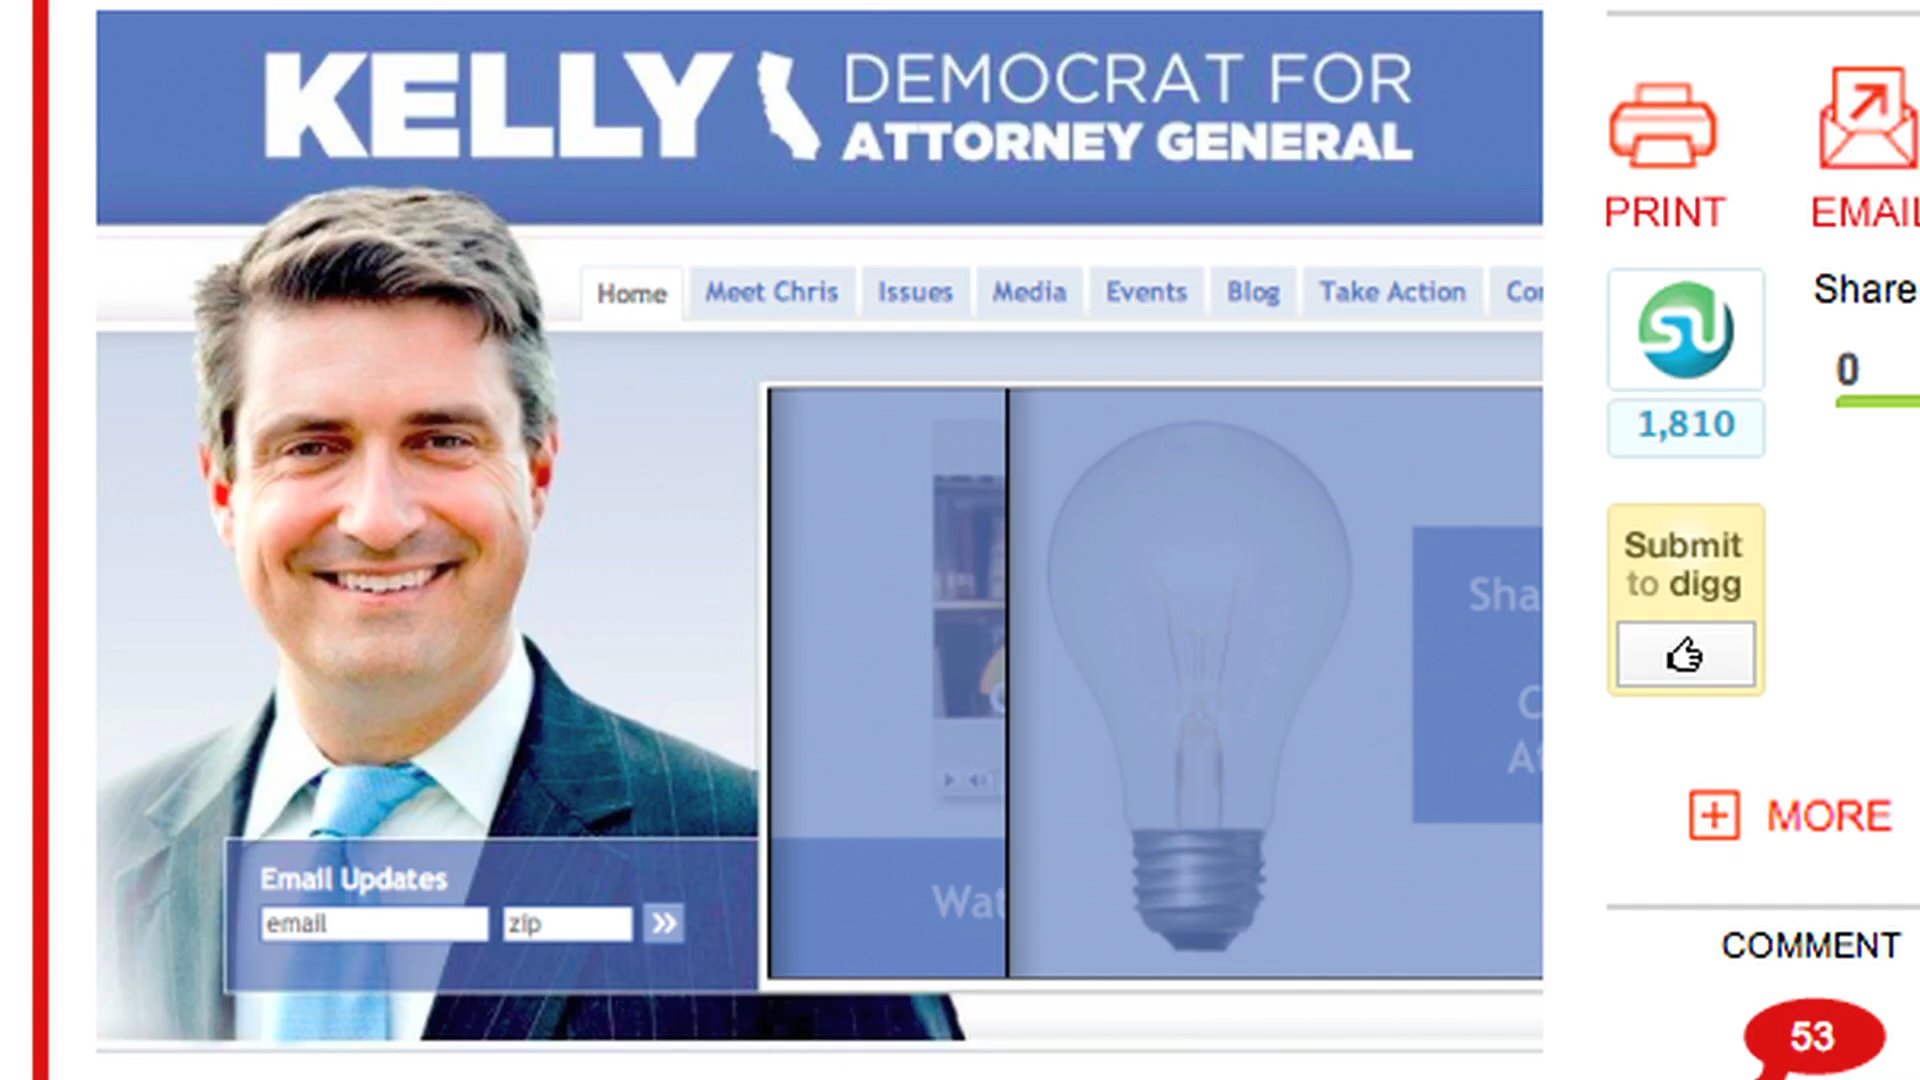 KELLY
DEMOCRAT FOR
ATTORNEY GENERAL
Home Meet Chris Issues Media Events Blog Take Action
Email Updates
email zip »
PRINT EMAIL
Share
0
1,810
Submit
to digg
MORE
COMMENT
53